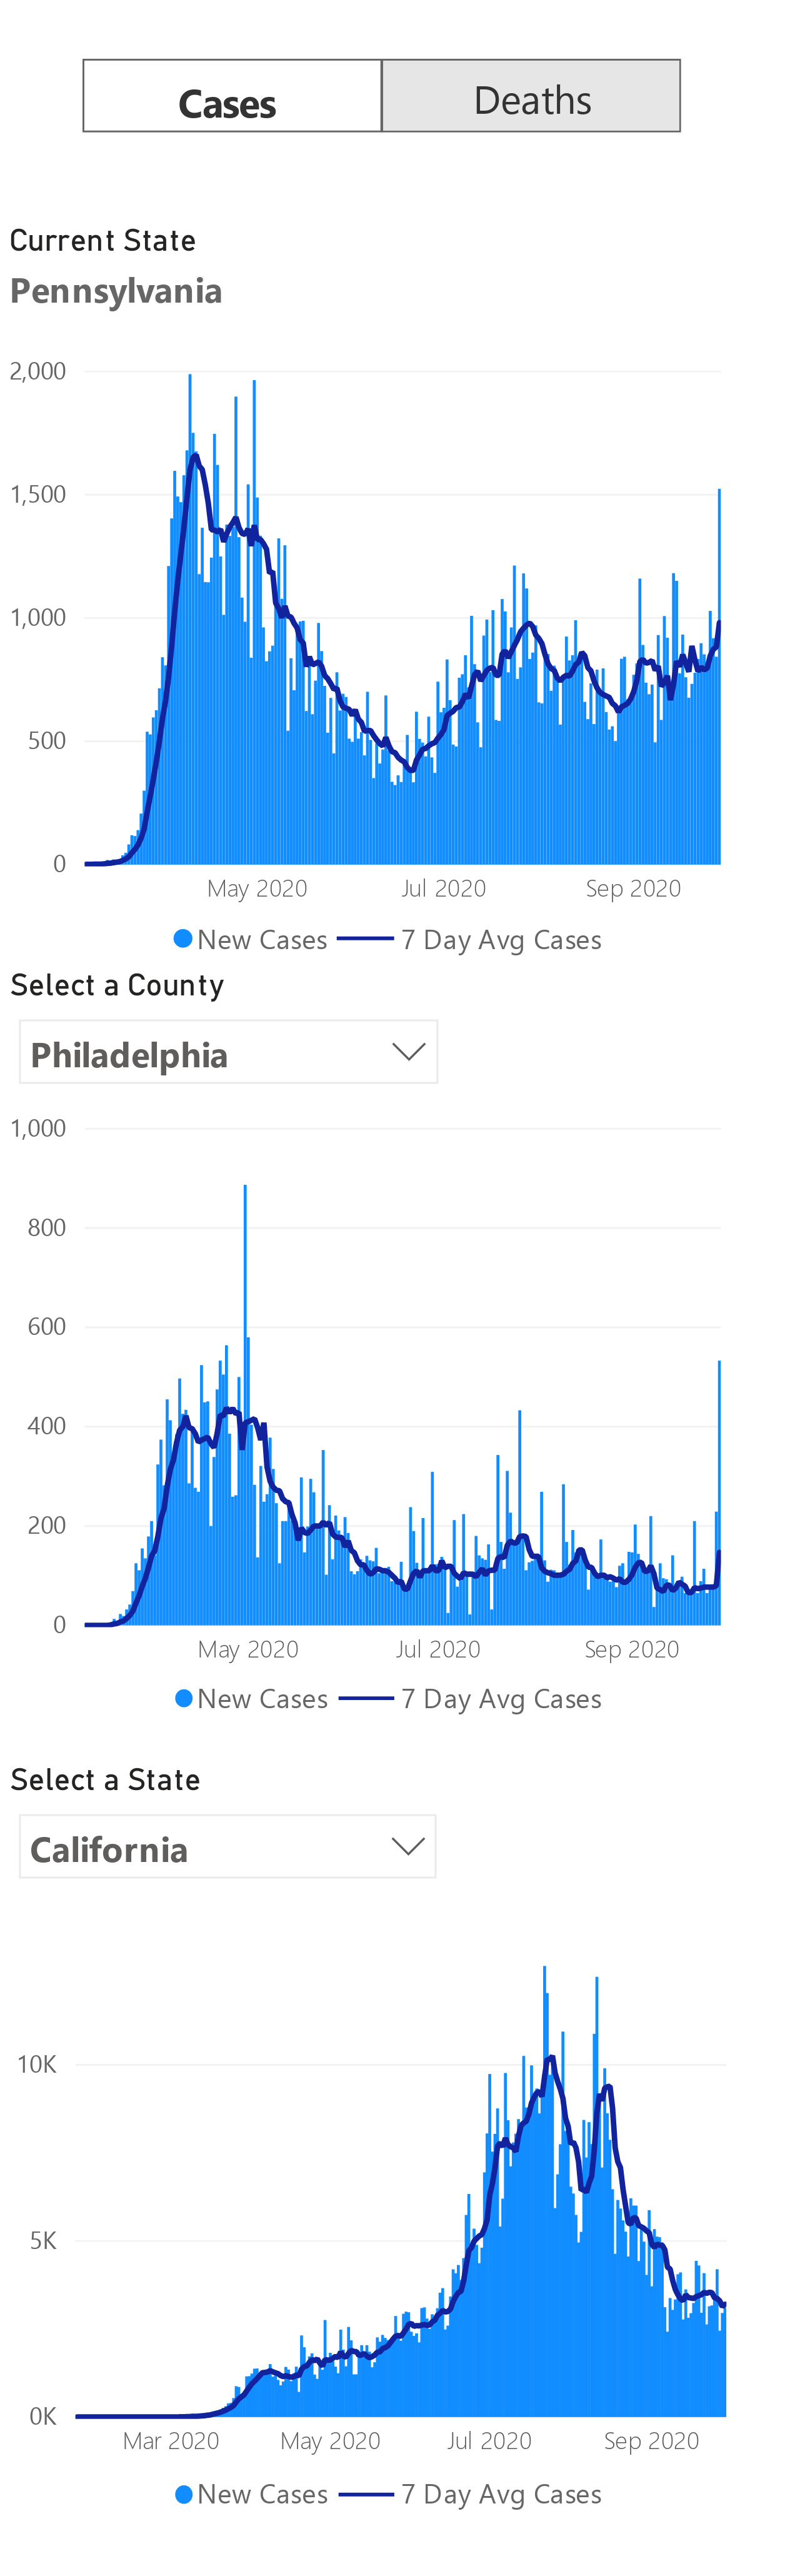 Cases Deaths
Current State
Pennsylvania
2,000
1,500
1,000
500
0
May 2020 Jul 2020 Sep 2020
New Cases 7 Day Avg Cases
Select a County
Philadelphia
1,000
800
600
400
200
0
May 2020 Jul 2020 Sep 2020
New Cases 7 Day Avg Cases
Select a State
California
10K
5K
0K
Mar 2020 May 2020 Jul 2020 Sep 2020
New Cases 7 Day Avg Cases